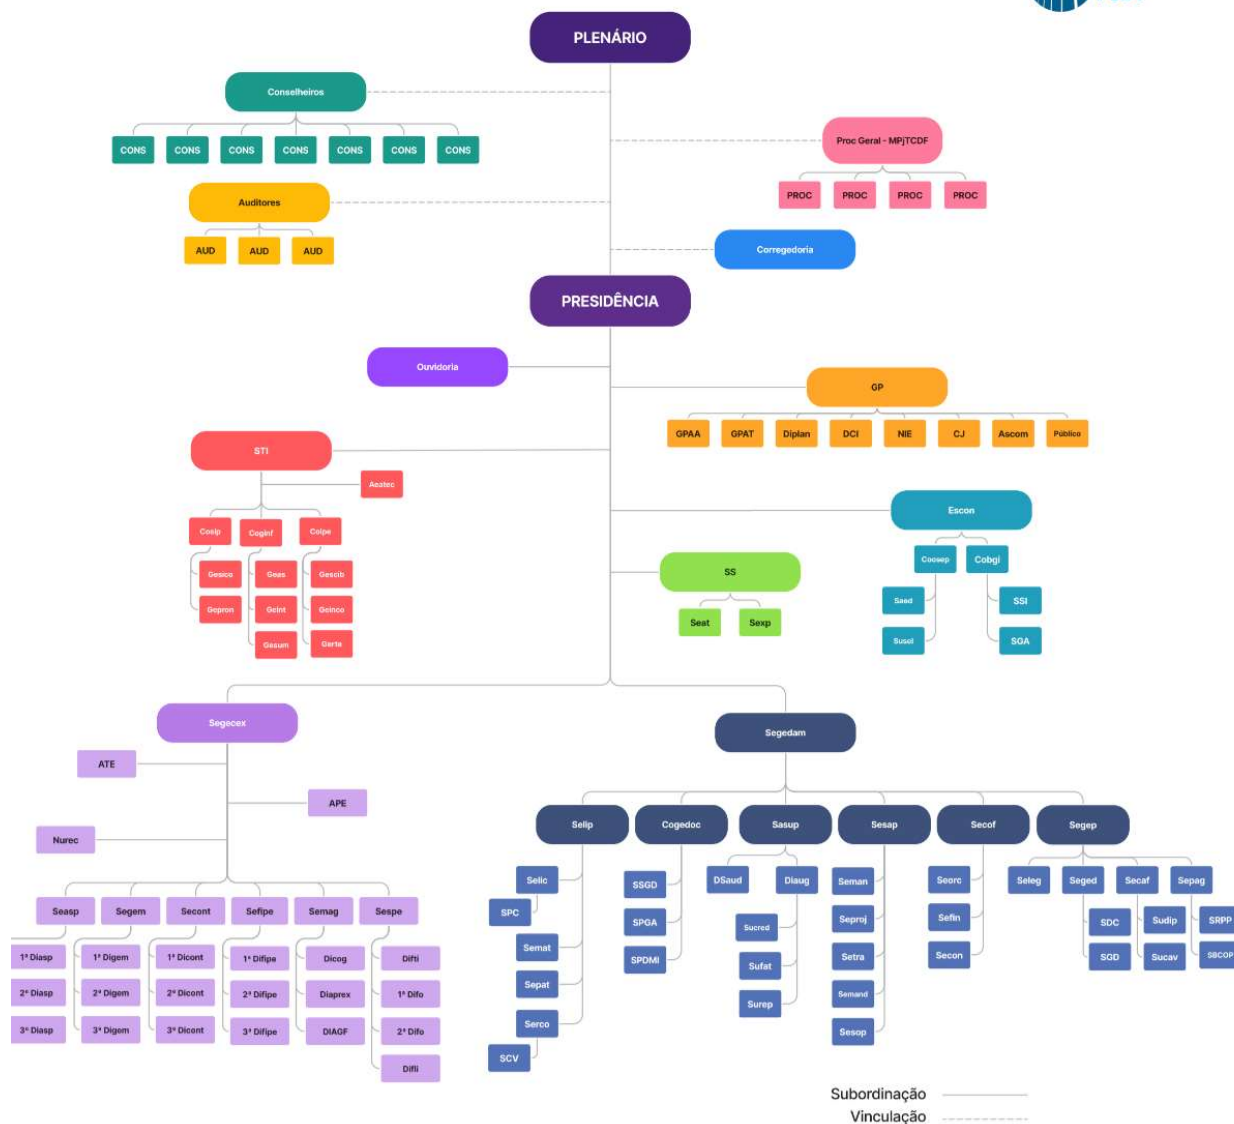 PLENÁRIO
Conselheiros
CONS CONS CONS CONS CONS CONS CONS
Proc Geral - MPjTCDF
PROC PROC PROC PROC
Auditores
AUD AUD AUD
Corregedoria
PRESIDÊNCIA
Ouvidoria
GP
GPAA GPAT Diplan DCI NIE CJ Ascom Público
STI
Aeatec
Cosip Coginf Coipe
Gesico Geas Gescib
Gepron GeInt Geinco
Gesum Gerta
Escon
Coosep Cobgi
Saed SSI
Susel SGA
SS
Seat Sexp
Segecex
ATE
APE
Nurec
Seasp Segem Secont Sefipe Semag Sespe
1ª Diasp 1ª Digem 1ª Dicont 1ª Difipe Dicog Difti
2ª Diasp 2ª Digem 2ª Dicont 2ª Difipe Diaprex 1ª Difo
3ª Diasp 3ª Digem 3ª Dicont 3ª Difipe DIAGF 2ª Difo
Difli
Segedam
Selip Cogedoc Sasup Sesap Secof Segep
Selic
SPC
Semat
Sepat
Serco
SCV
SSGD
SPGA
SPDMI
DSaud Diaug
Sucred
Sufat
Surep
Seman
Seproj
Setra
Semand
Sesop
Seorc
Sefin
Secon
Seleg Seged Secaf Sepag
SDC Sudip SRPP
SGD Sucav SBCOP
Subordinação
Vinculação